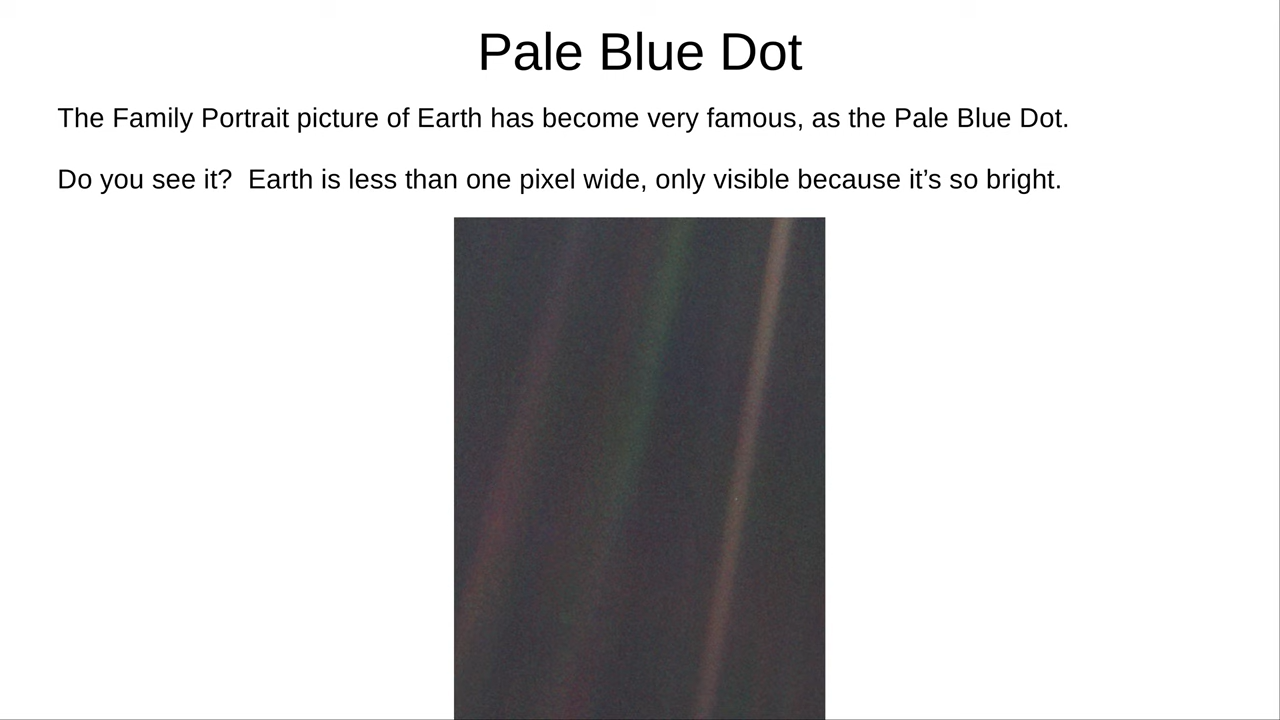 Pale Blue Dot
The Family Portrait picture of Earth has become very famous, as the Pale Blue Dot.
Do you see it?  Earth is less than one pixel wide, only visible because it’s so bright.